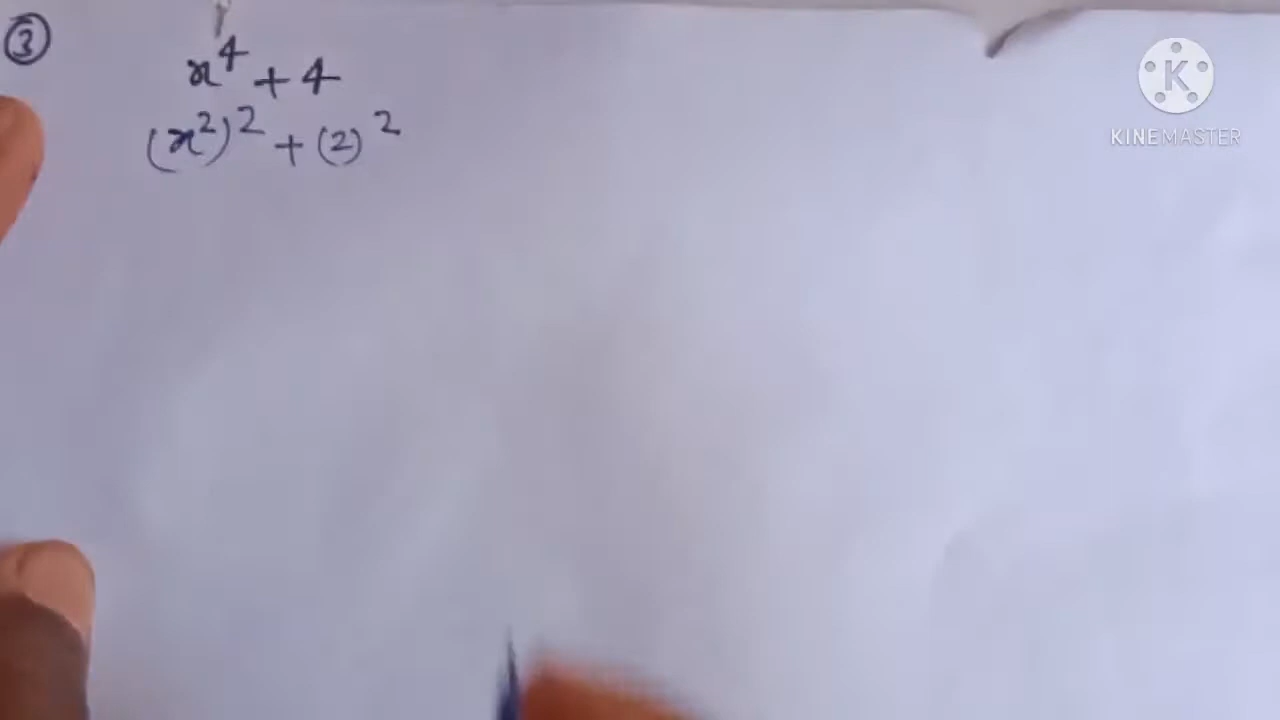 ③
x⁴ + 4
(x²)² + (2)²
K
KINEMASTER